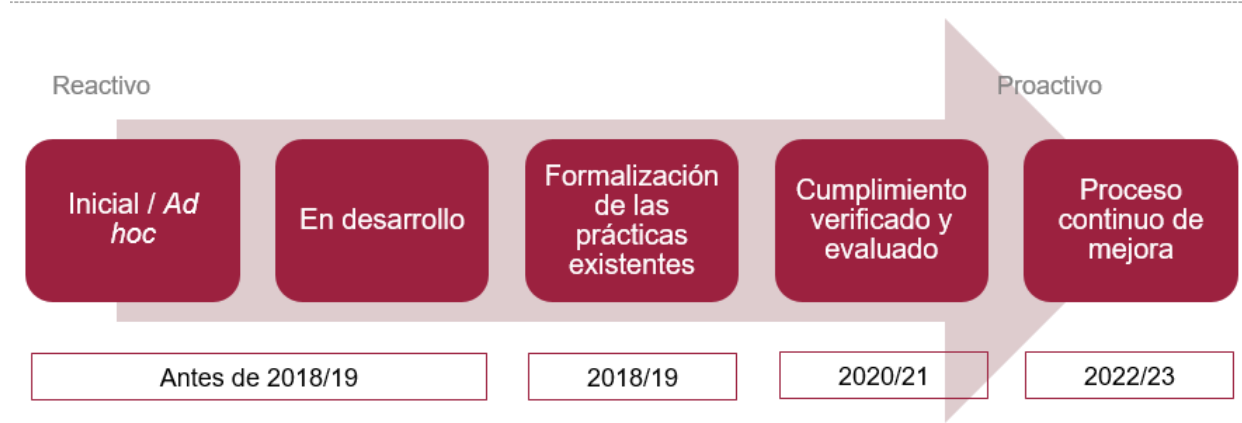 Reactivo
Proactivo
Inicial / Ad
hoc
En desarrollo
Formalización
de las
prácticas
existentes
Cumplimiento
verificado y
evaluado
Proceso
continuo de
mejora
Antes de 2018/19
2018/19
2020/21
2022/23